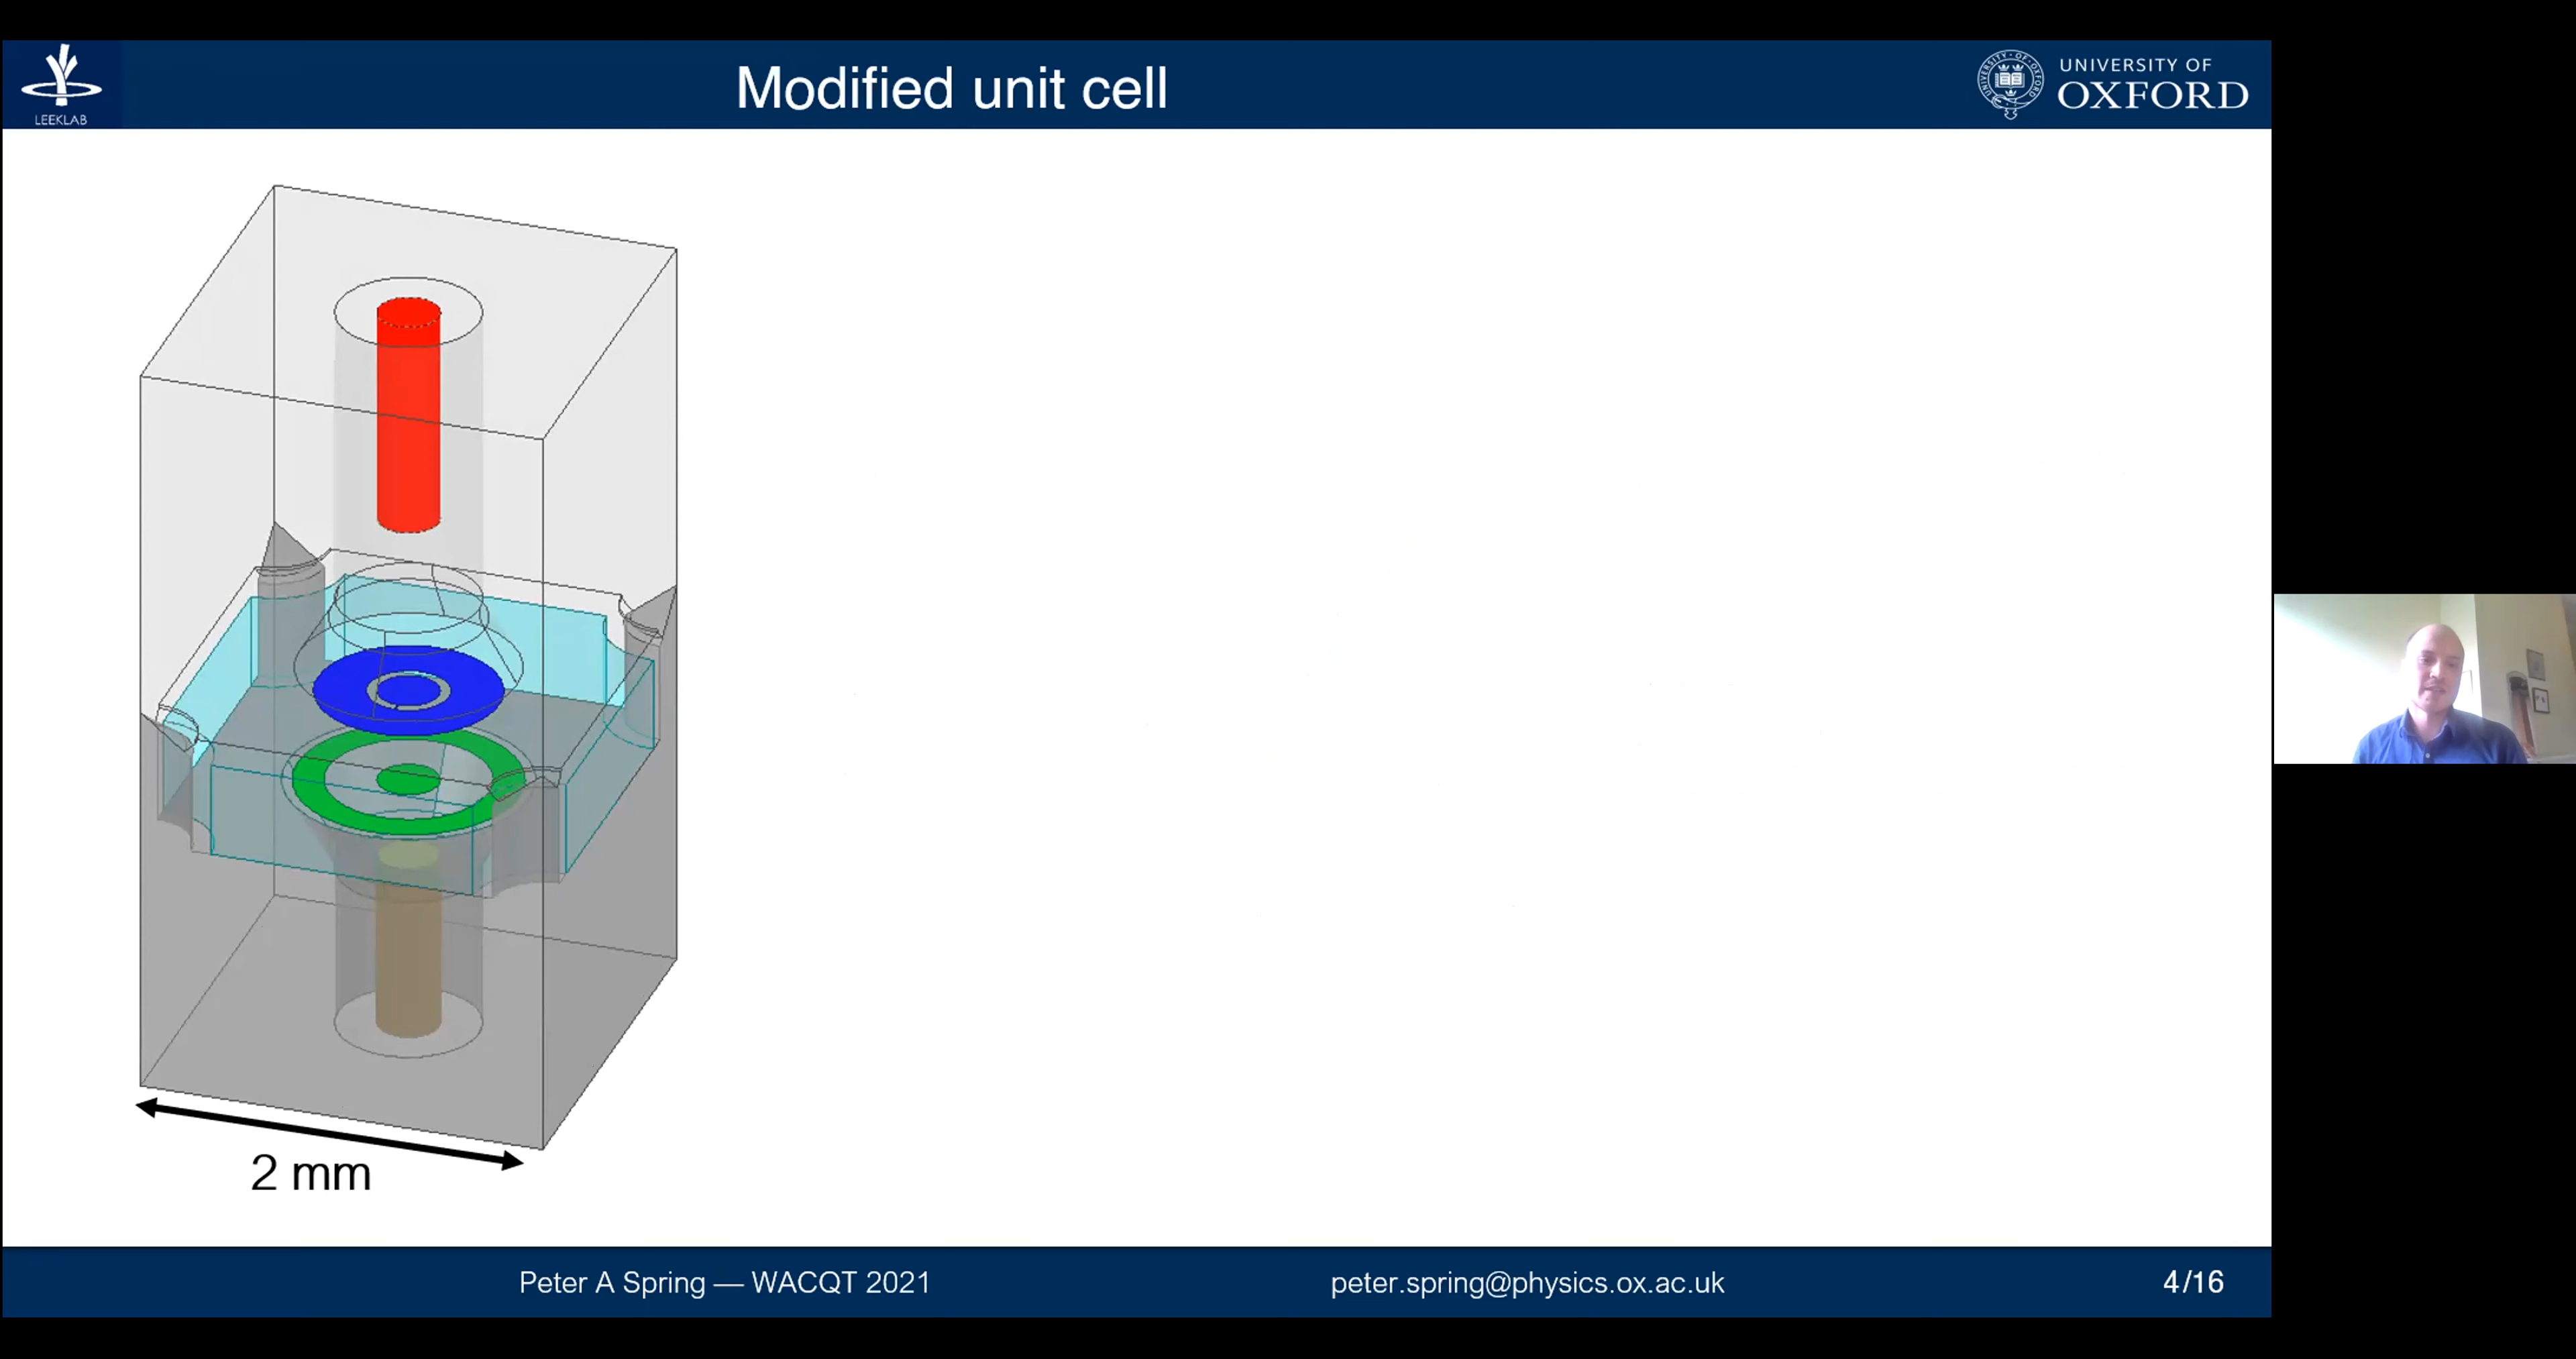 LEEKLAB
Modified unit cell
UNIVERSITY OF
OXFORD
2 mm
Peter A Spring — WACQT 2021
peter.spring@physics.ox.ac.uk
4/16